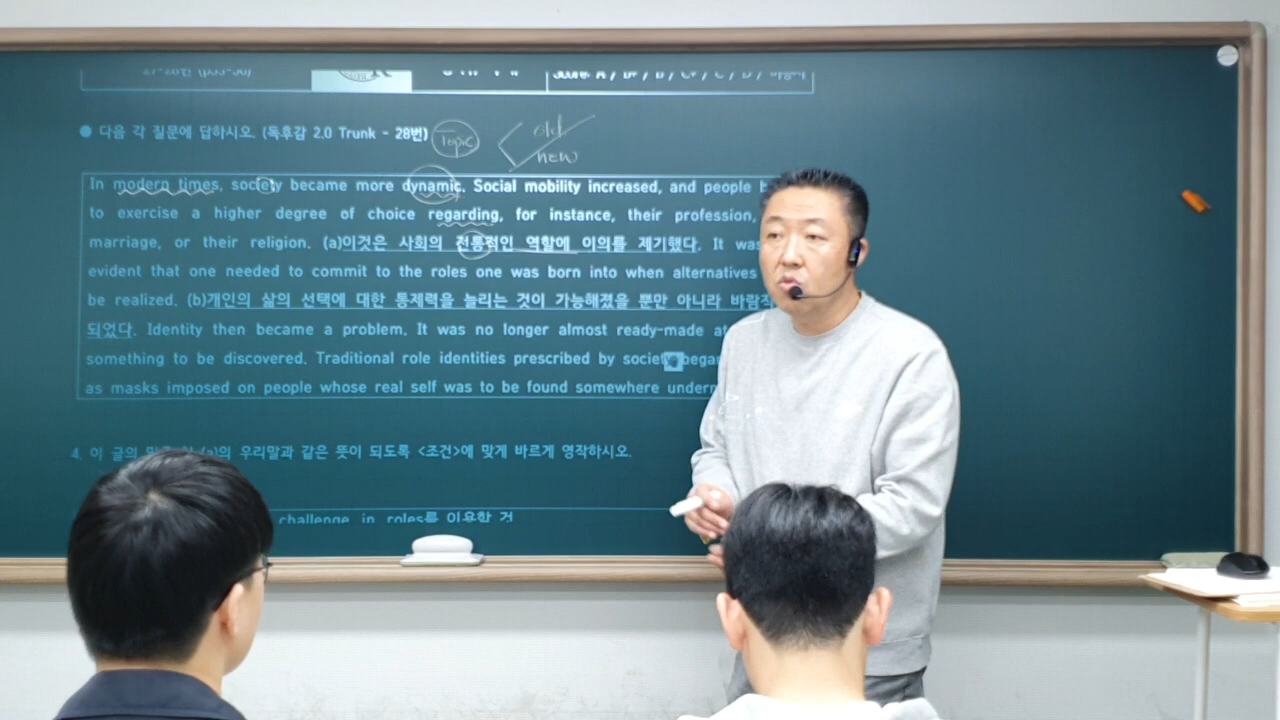 27-28번 (p35-36)
Score: A / B+ / B / C+ / C / D /
● 다음 각 질문에 답하시오. (독후감 2.0 Trunk - 28번) Topic old
new
In modern times, society became more dynamic. Social mobility increased, and people
to exercise a higher degree of choice regarding, for instance, their profession,
marriage, or their religion. (a)이것은 사회의 전통적인 역할에 이의를 제기했다. It was
evident that one needed to commit to the roles one was born into when alternatives
be realized. (b)개인의 삶의 선택에 대한 통제력을 늘리는 것이 가능해졌을 뿐만 아니라
되었다. Identity then became a problem. It was no longer almost ready-made
something to be discovered. Traditional role identities prescribed by society began
as masks imposed on people whose real self was to be found somewhere
4. 이 글의 (a)의 우리말과 같은 뜻이 되도록 <조건>에 맞게 바르게 영작하시오.
challenge, in, roles를 이용할 것